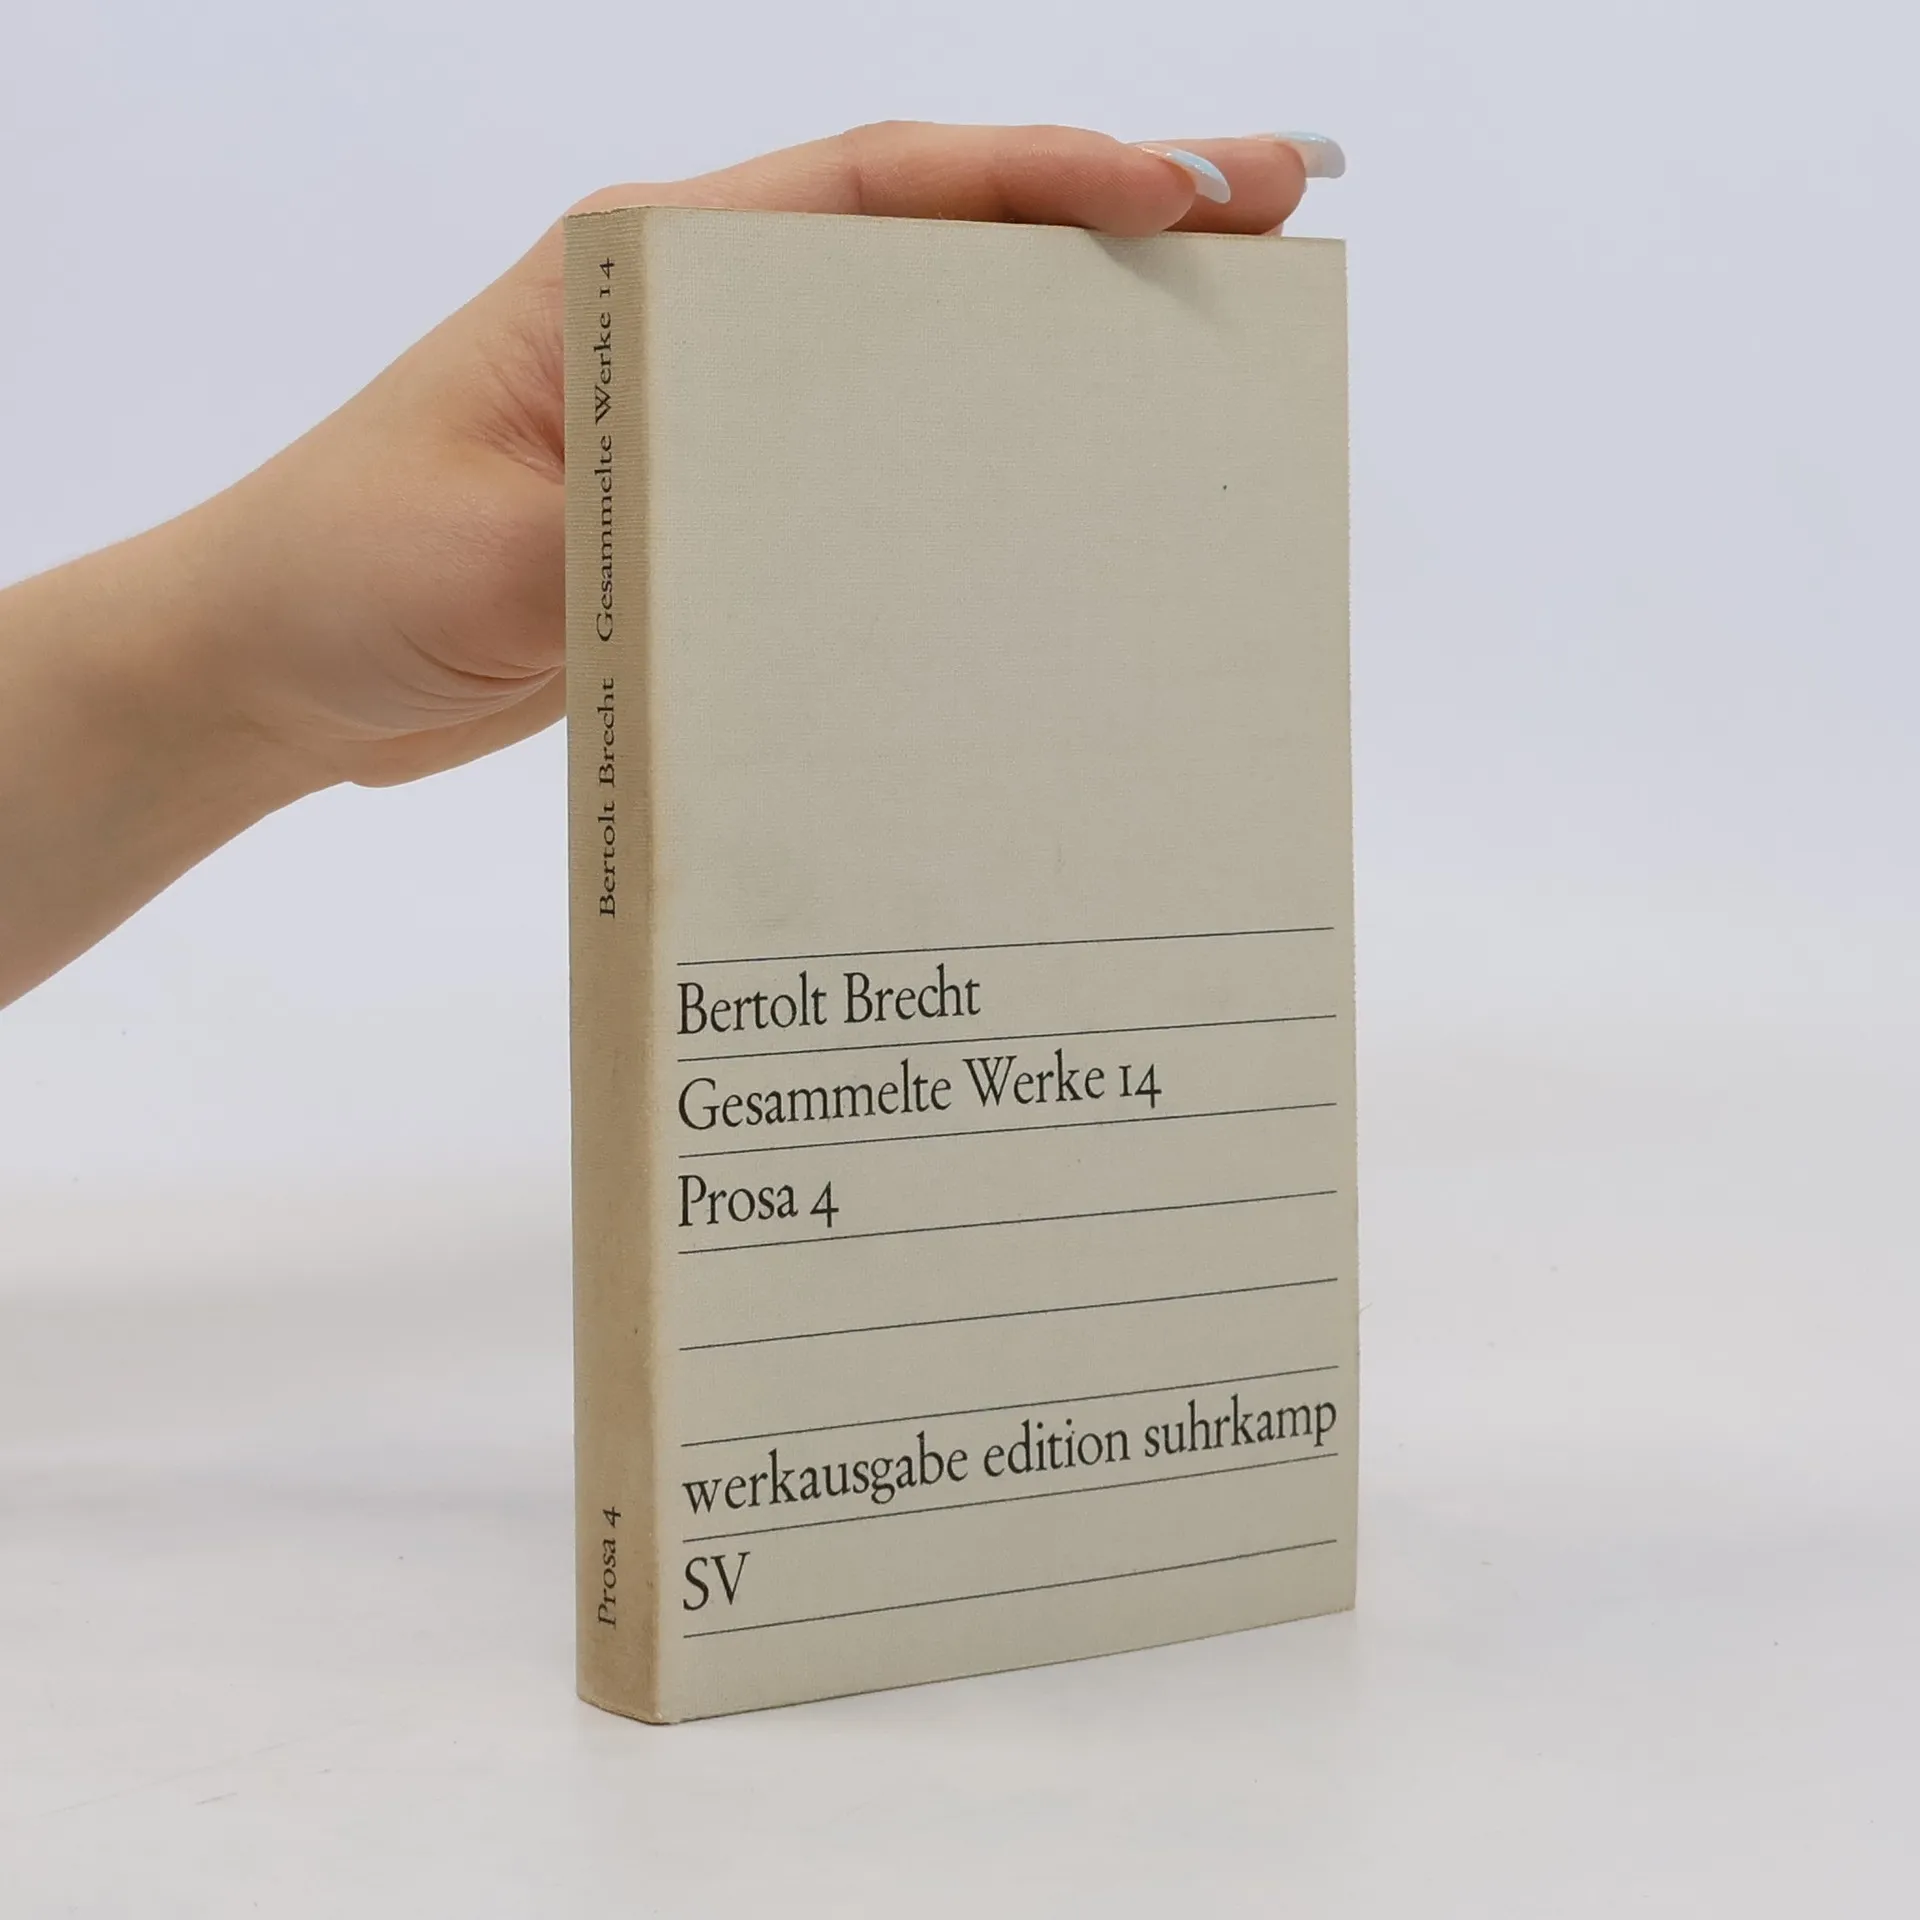 Bertolt Brecht Gesammelte Werke 14
Prosa 4
Bertolt Brecht
Gesammelte Werke 14
Prosa 4
werkausgabe edition suhrkamp
SV